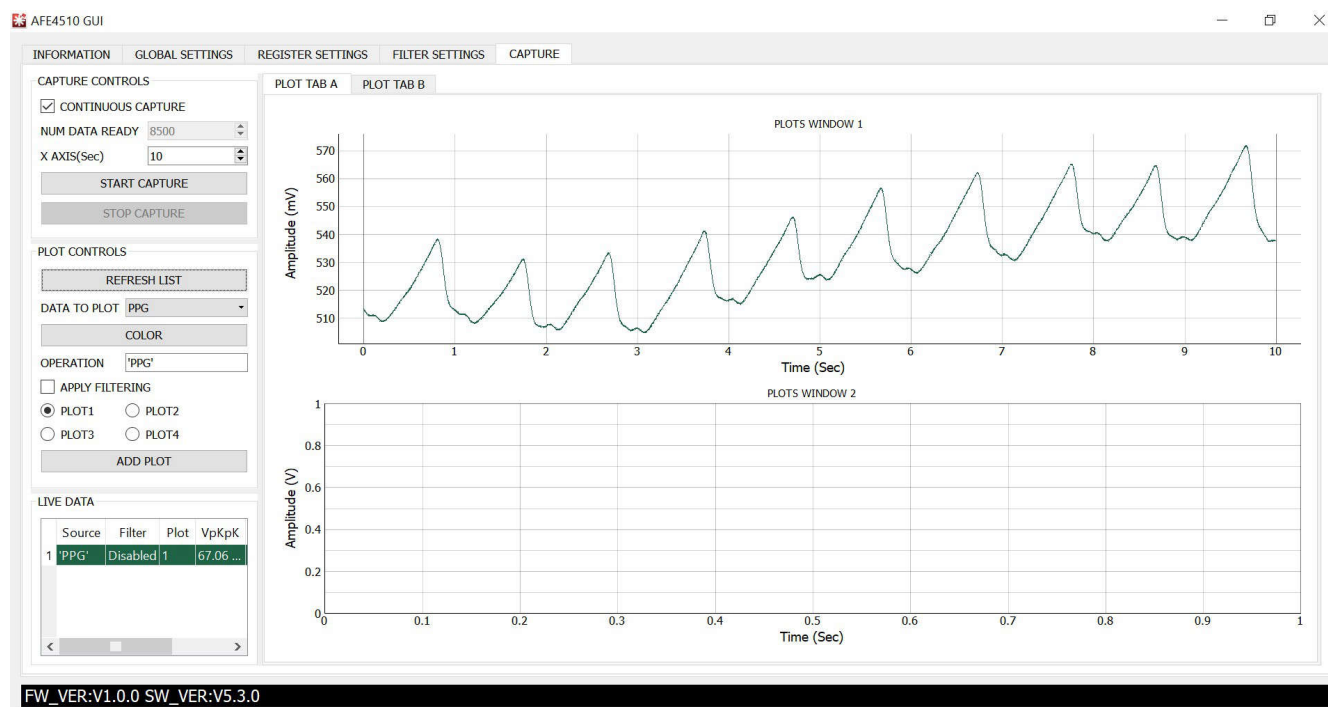 AFE4510 GUI
INFORMATION GLOBAL SETTINGS REGISTER SETTINGS FILTER SETTINGS CAPTURE
CAPTURE CONTROLS
CONTINUOUS CAPTURE
NUM DATA READY 8500
X AXIS(Sec) 10
START CAPTURE
STOP CAPTURE
PLOT CONTROLS
REFRESH LIST
DATA TO PLOT PPG
COLOR
OPERATION 'PPG'
APPLY FILTERING
PLOT1 PLOT2
PLOT3 PLOT4
ADD PLOT
LIVE DATA
Source Filter Plot VpKpK
1 'PPG' Disabled 1 67.06 ...
PLOT TAB A PLOT TAB B
PLOTS WINDOW 1
Amplitude (mV)
570
560
550
540
530
520
510
0 1 2 3 4 5 6 7 8 9 10
Time (Sec)
PLOTS WINDOW 2
Amplitude (V)
1
0.8
0.6
0.4
0.2
0
0 0.1 0.2 0.3 0.4 0.5 0.6 0.7 0.8 0.9 1
Time (Sec)
FW_VER:V1.0.0 SW_VER:V5.3.0